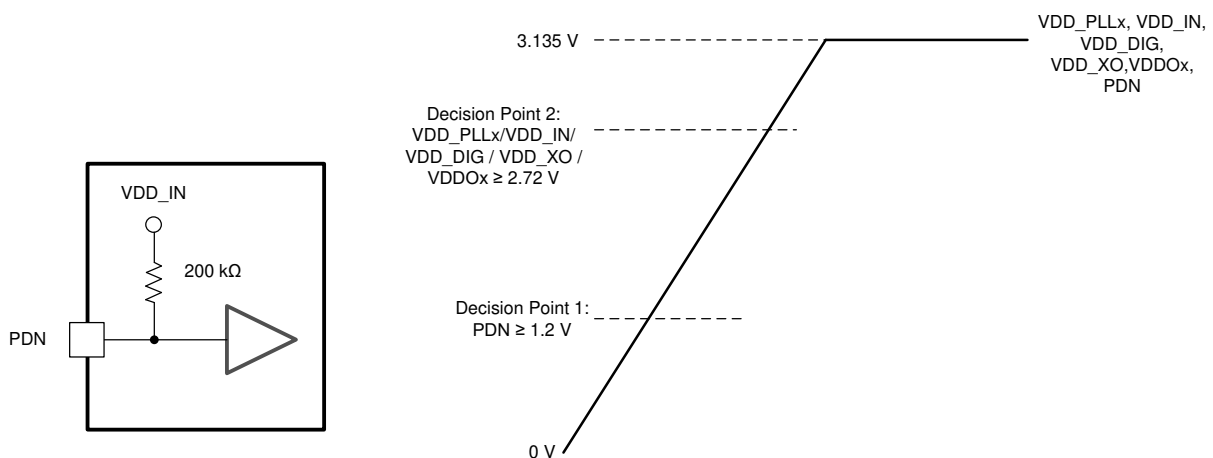 VDD_PLLx, VDD_IN,
VDD_DIG,
VDD_XO,VDDOx,
PDN
3.135 V
Decision Point 2:
VDD_PLLx/VDD_IN/
VDD_DIG / VDD_XO /
VDDOx ≥ 2.72 V
VDD_IN
200 kΩ
PDN
Decision Point 1:
PDN ≥ 1.2 V
0 V